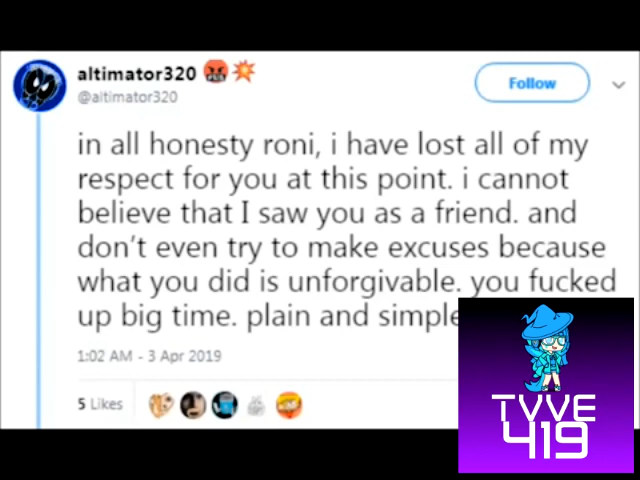 altimator320 😡💥
Follow
@altimator320
in all honesty roni, i have lost all of my
respect for you at this point. i cannot
believe that I saw you as a friend. and
don't even try to make excuses because
what you did is unforgivable. you fucked
up big time. plain and simple
1:02 AM - 3 Apr 2019
5 Likes
TVVE
419